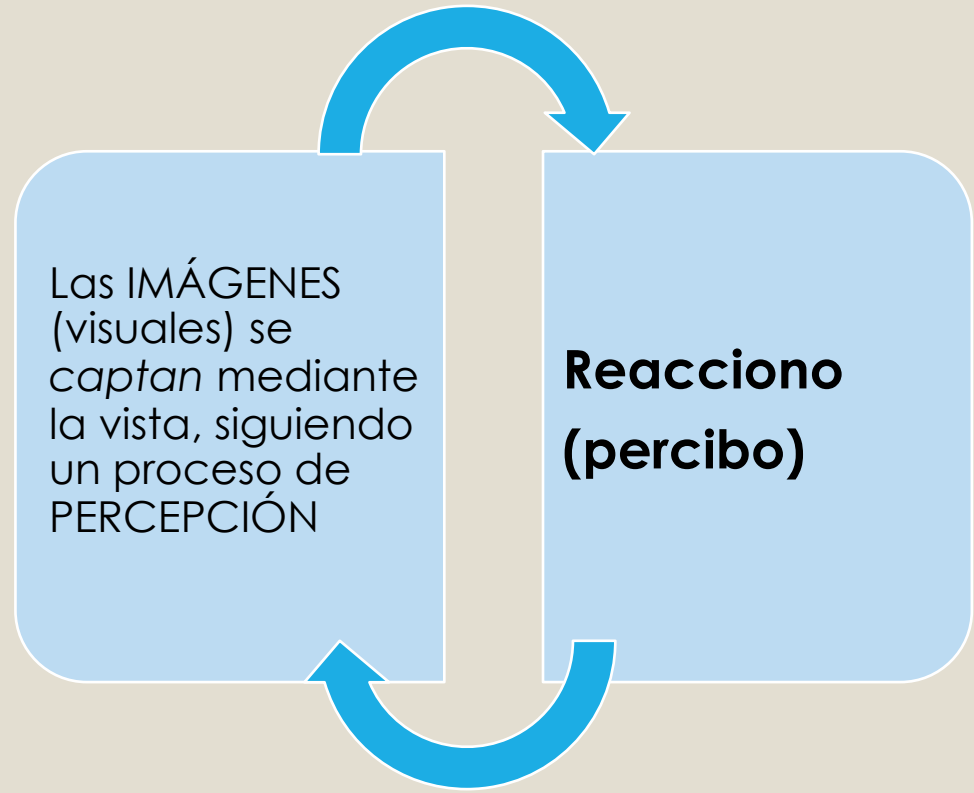 Las IMÁGENES
(visuales) se
captan mediante
la vista, siguiendo
un proceso de
PERCEPCIÓN
Reacciono
(percibo)